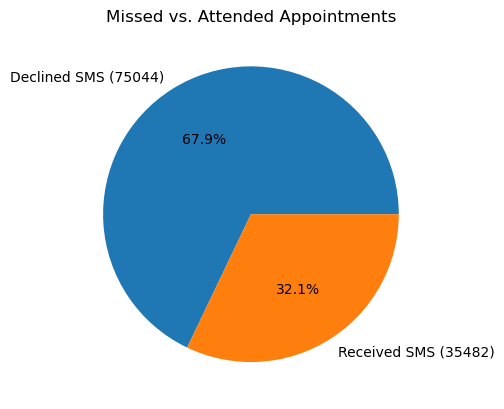 Missed vs. Attended Appointments
Declined SMS (75044)
67.9%
32.1%
Received SMS (35482)